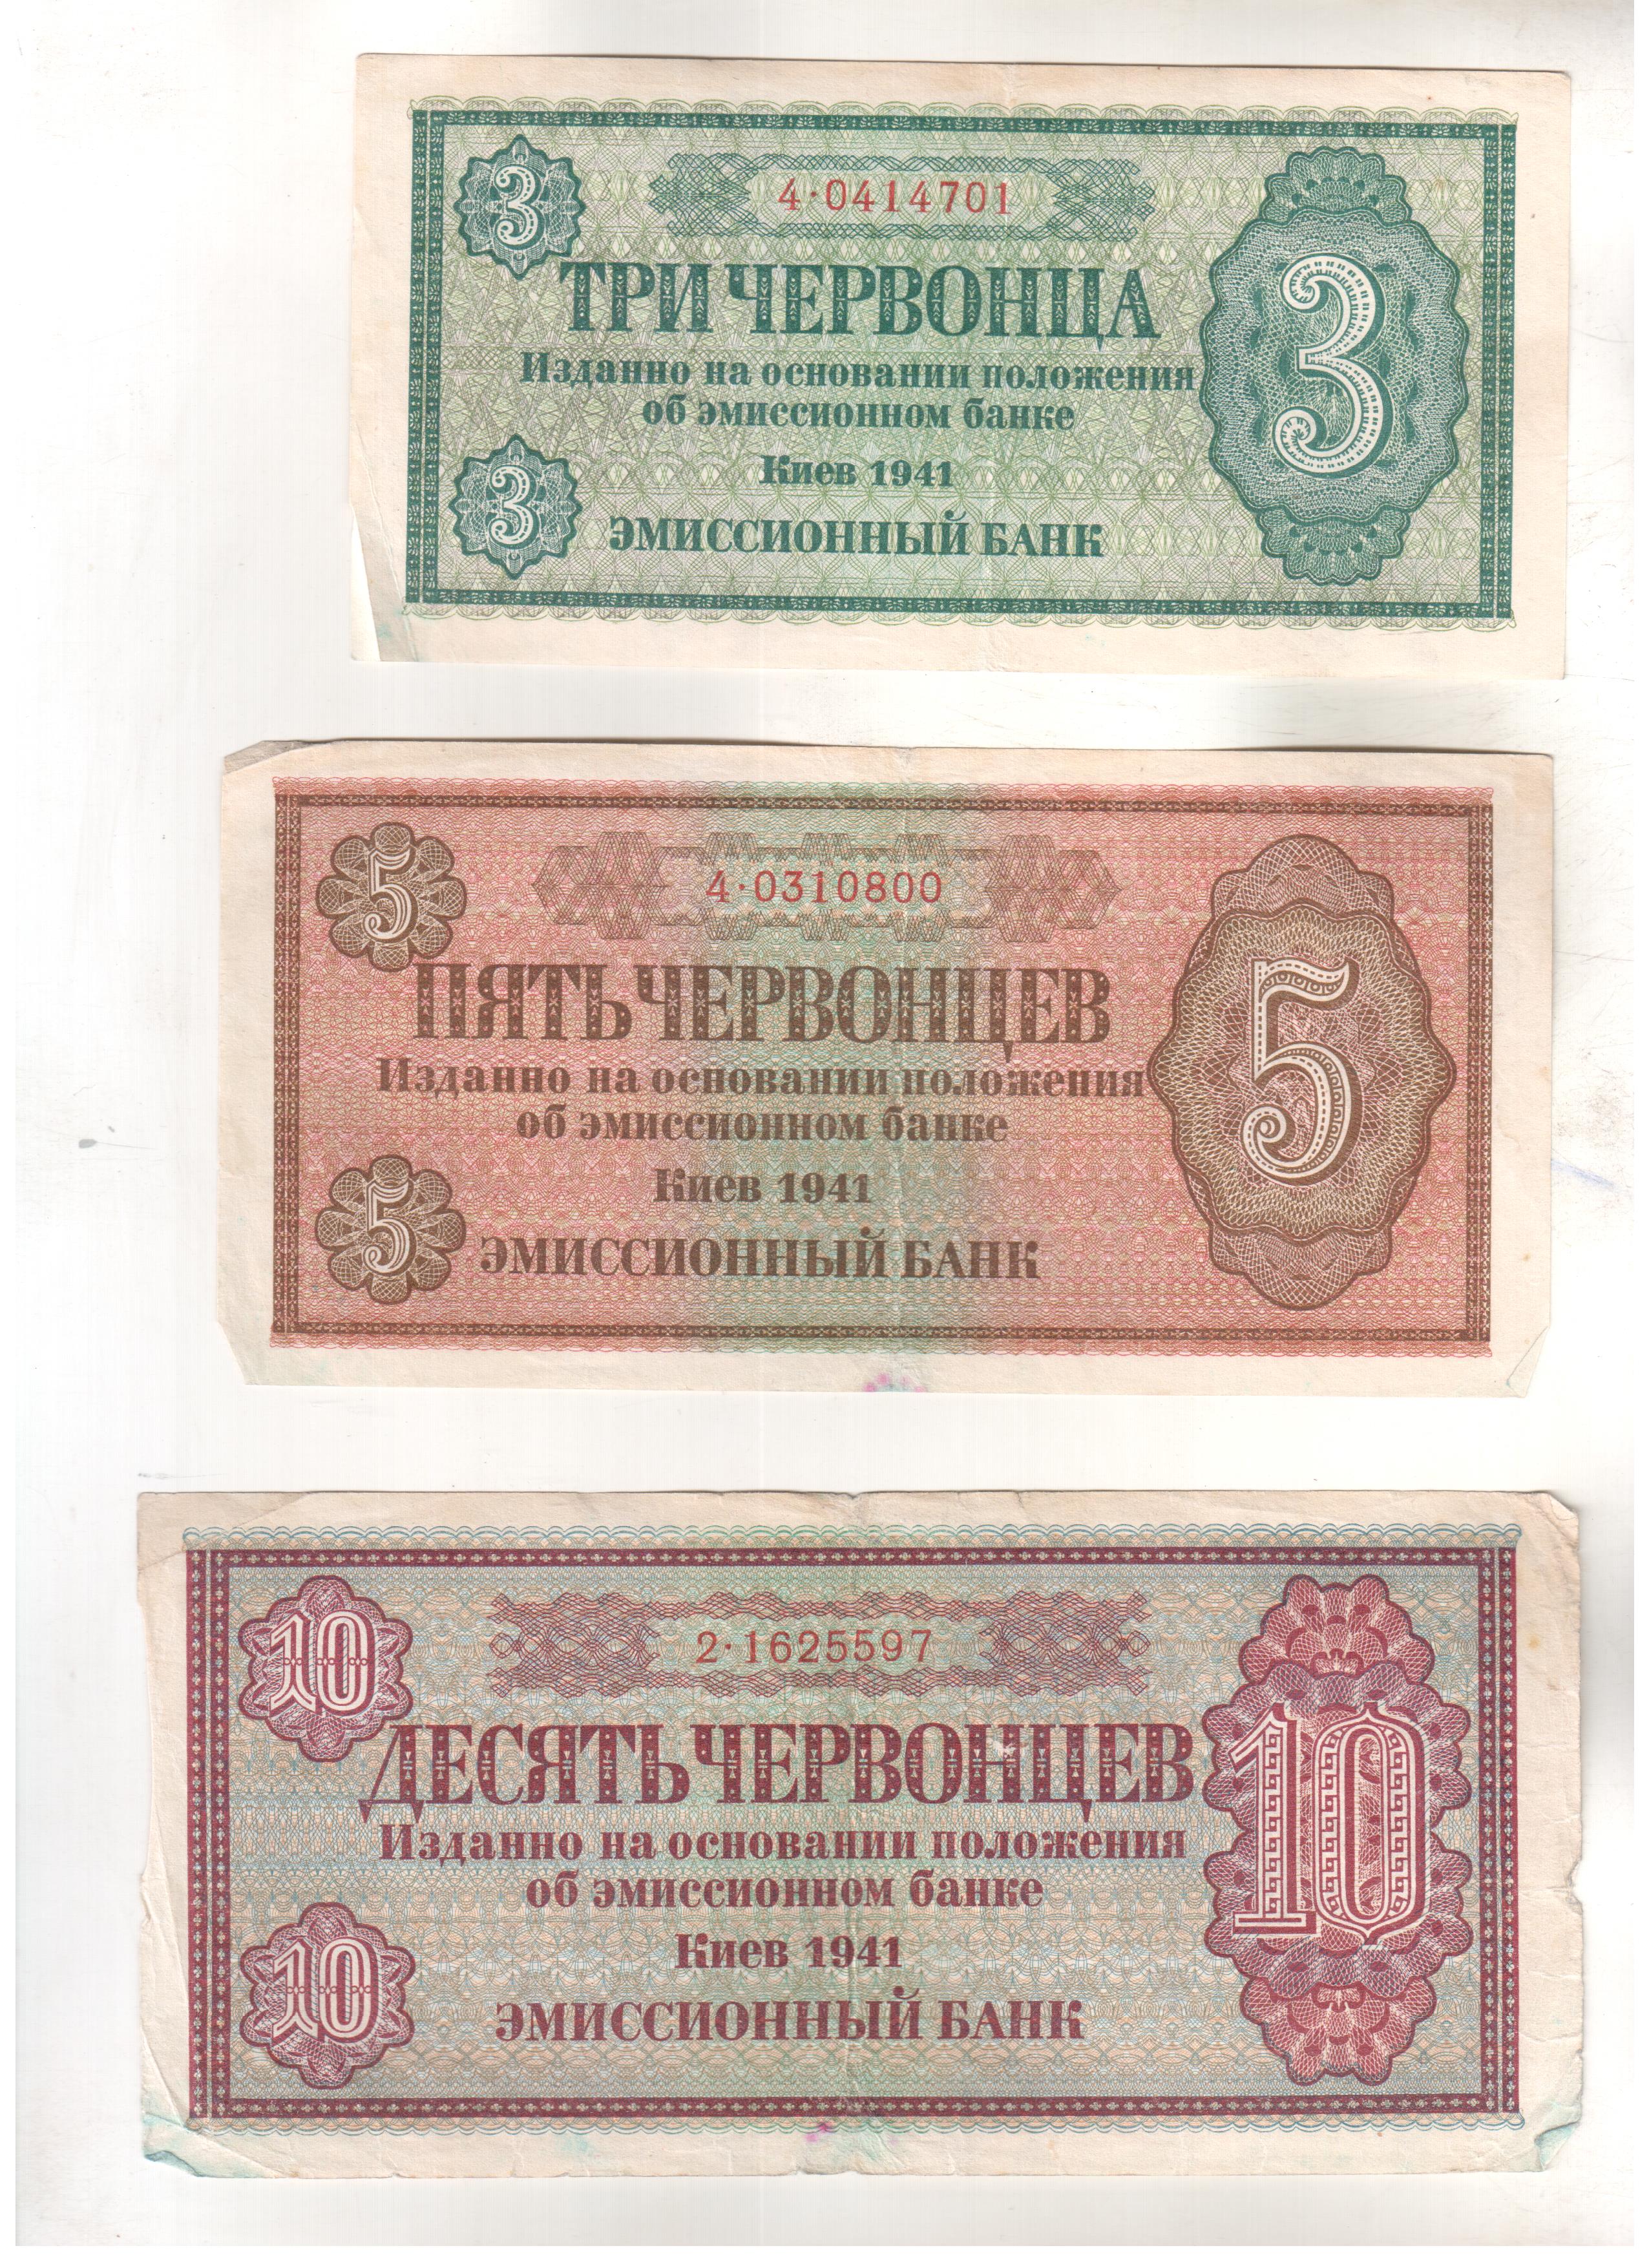 3
4·0414701
ТРИ ЧЕРВОНЦА
3
Изданно на основании положения
об эмиссионном банке
Киев 1941
3
ЭМИССИОННЫЙ БАНК
5
4·0310800
ПЯТЬ ЧЕРВОНЦЕВ
5
Изданно на основании положения
об эмиссионном банке
Киев 1941
5
ЭМИССИОННЫЙ БАНК
10
2·1625597
ДЕСЯТЬ ЧЕРВОНЦЕВ
10
Изданно на основании положения
об эмиссионном банке
Киев 1941
10
ЭМИССИОННЫЙ БАНК